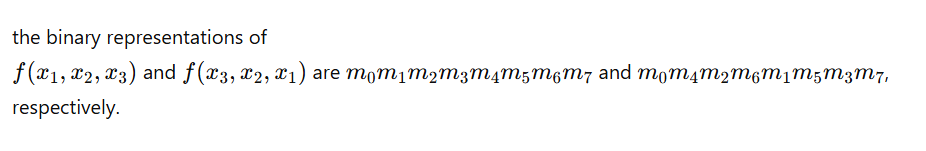 the binary representations of
f(x₁, x₂, x₃) and f(x₃, x₂, x₁) are m₀m₁m₂m₃m₄m₅m₆m₇ and m₀m₄m₂m₆m₁m₅m₃m₇,
respectively.